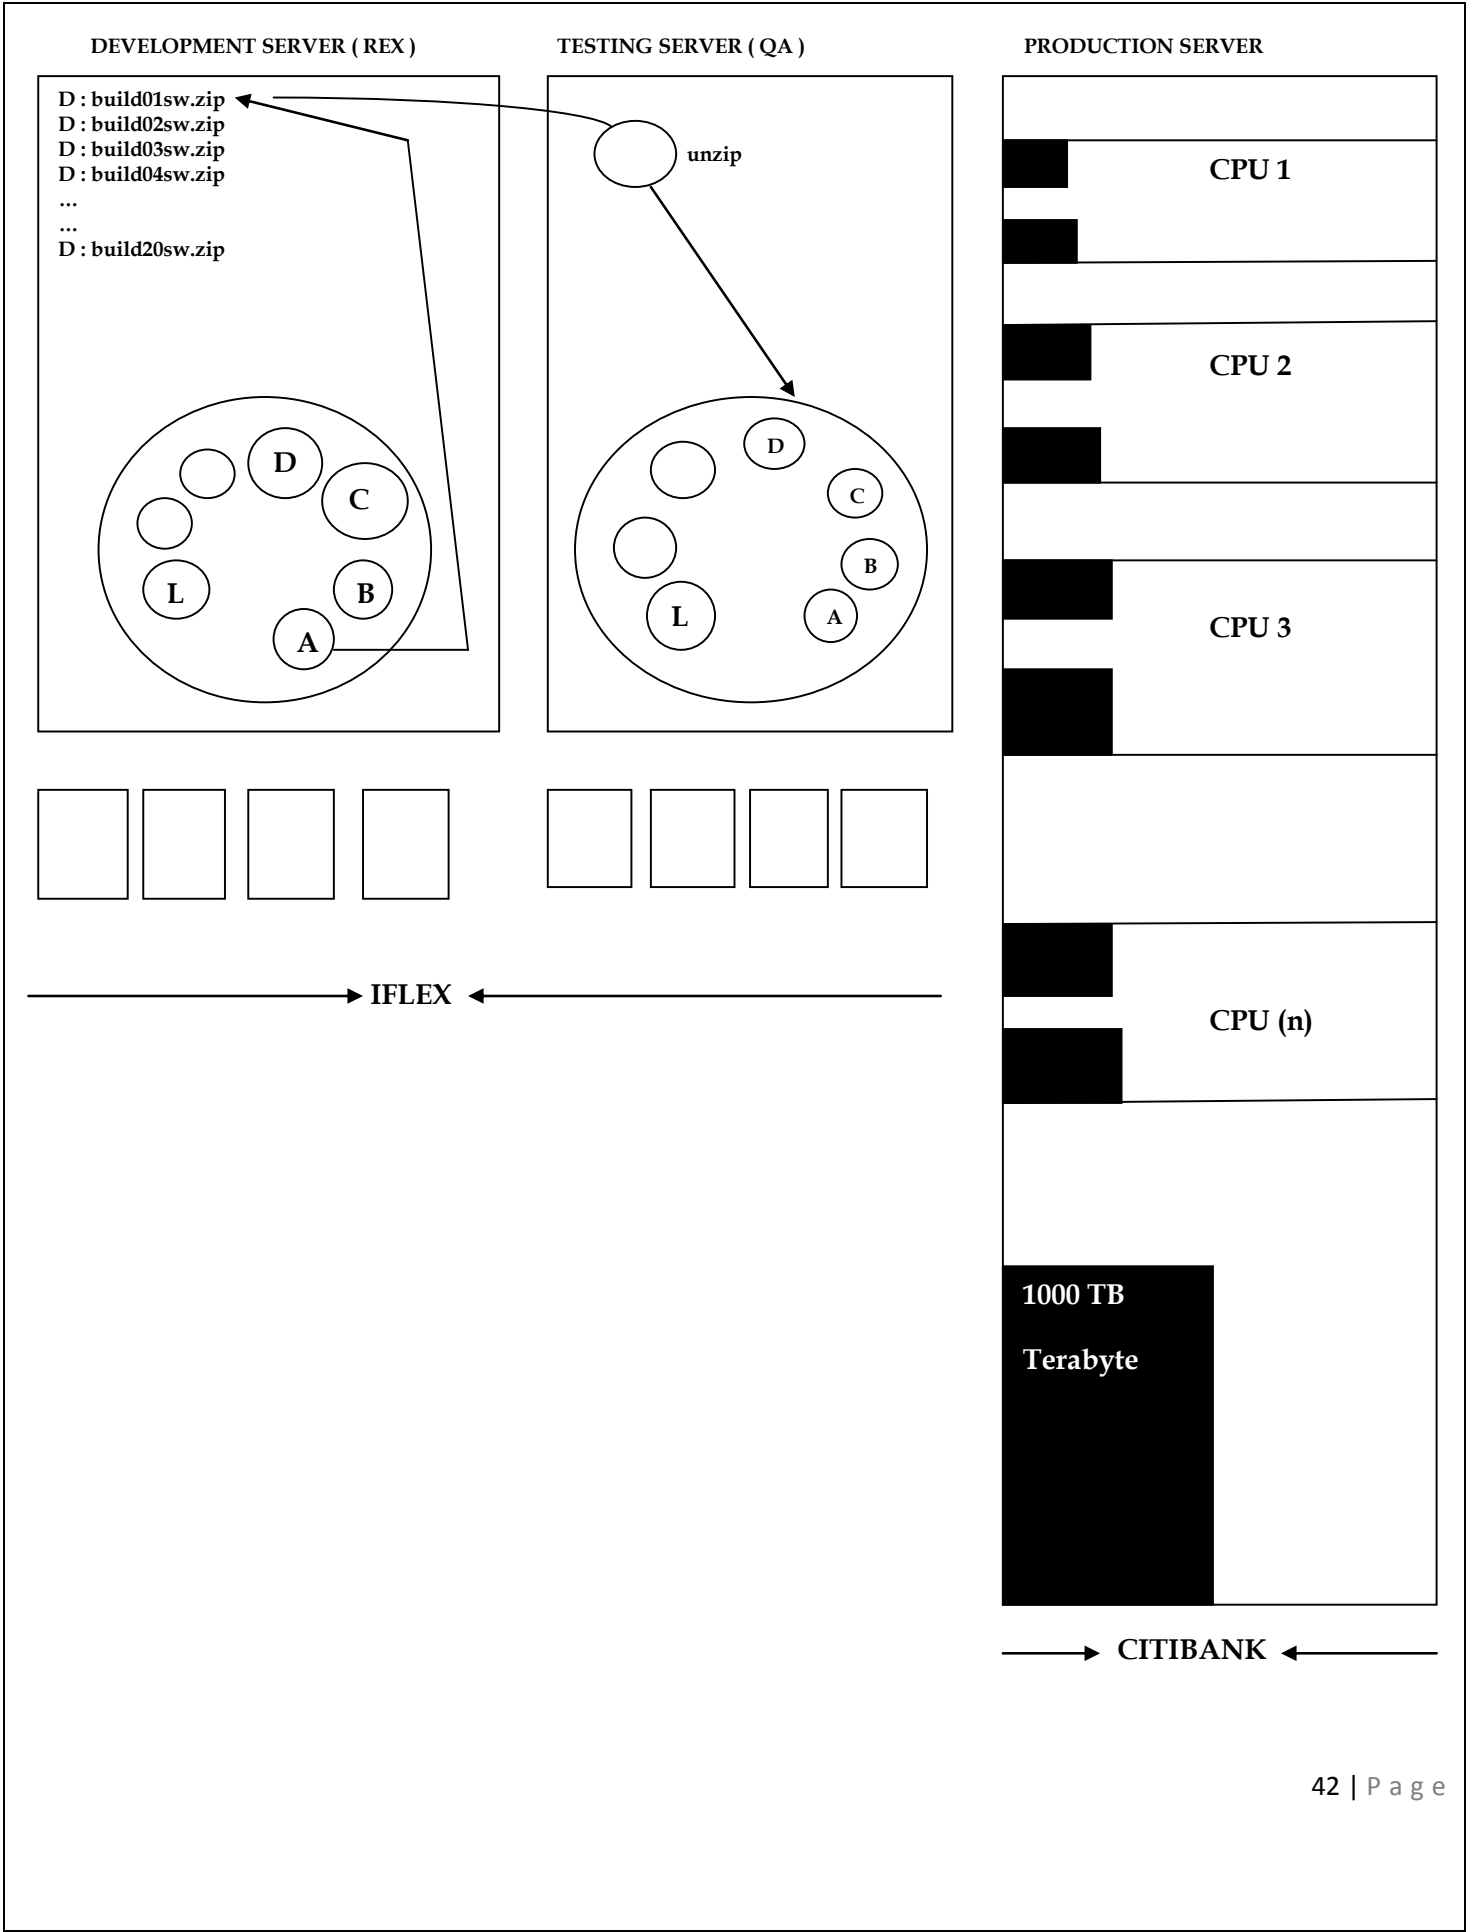 DEVELOPMENT SERVER ( REX )
TESTING SERVER ( QA )
PRODUCTION SERVER
D : build01sw.zip
D : build02sw.zip
D : build03sw.zip
D : build04sw.zip
...
...
D : build20sw.zip
D
C
L
B
A
unzip
D
C
B
L
A
CPU 1
CPU 2
CPU 3
CPU (n)
1000 TB
Terabyte
IFLEX
CITIBANK
42 | P a g e